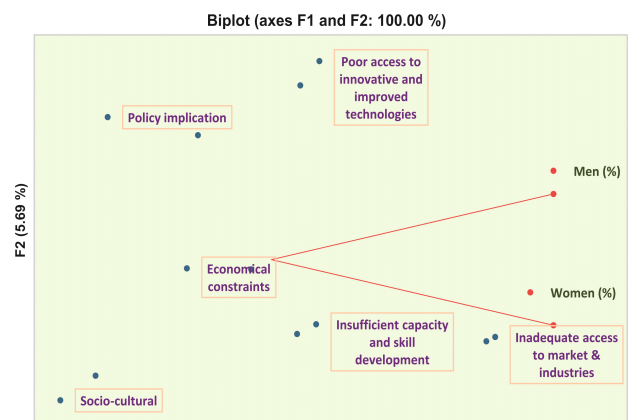 Biplot (axes F1 and F2: 100.00 %)
Poor access to
innovative and
improved
technologies
Policy implication
Men (%)
F2 (5.69 %)
Economical
constraints
Women (%)
Insufficient capacity
and skill
development
Inadequate access
to market &
industries
Socio-cultural